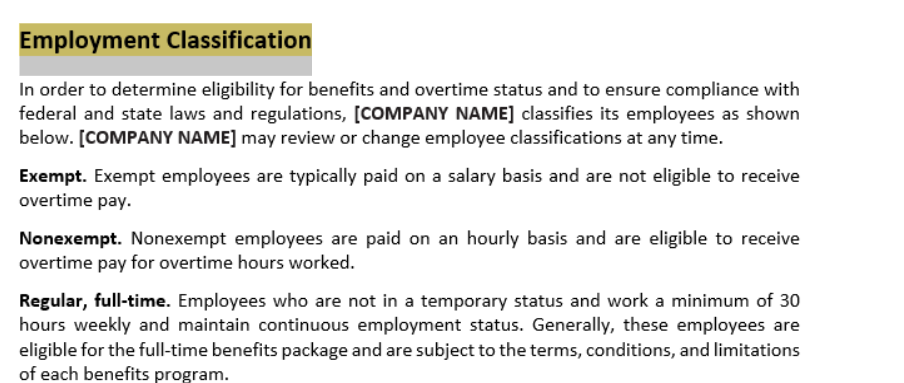 Employment Classification
In order to determine eligibility for benefits and overtime status and to ensure compliance with
federal and state laws and regulations, [COMPANY NAME] classifies its employees as shown
below. [COMPANY NAME] may review or change employee classifications at any time.
Exempt. Exempt employees are typically paid on a salary basis and are not eligible to receive
overtime pay.
Nonexempt. Nonexempt employees are paid on an hourly basis and are eligible to receive
overtime pay for overtime hours worked.
Regular, full-time. Employees who are not in a temporary status and work a minimum of 30
hours weekly and maintain continuous employment status. Generally, these employees are
eligible for the full-time benefits package and are subject to the terms, conditions, and limitations
of each benefits program.